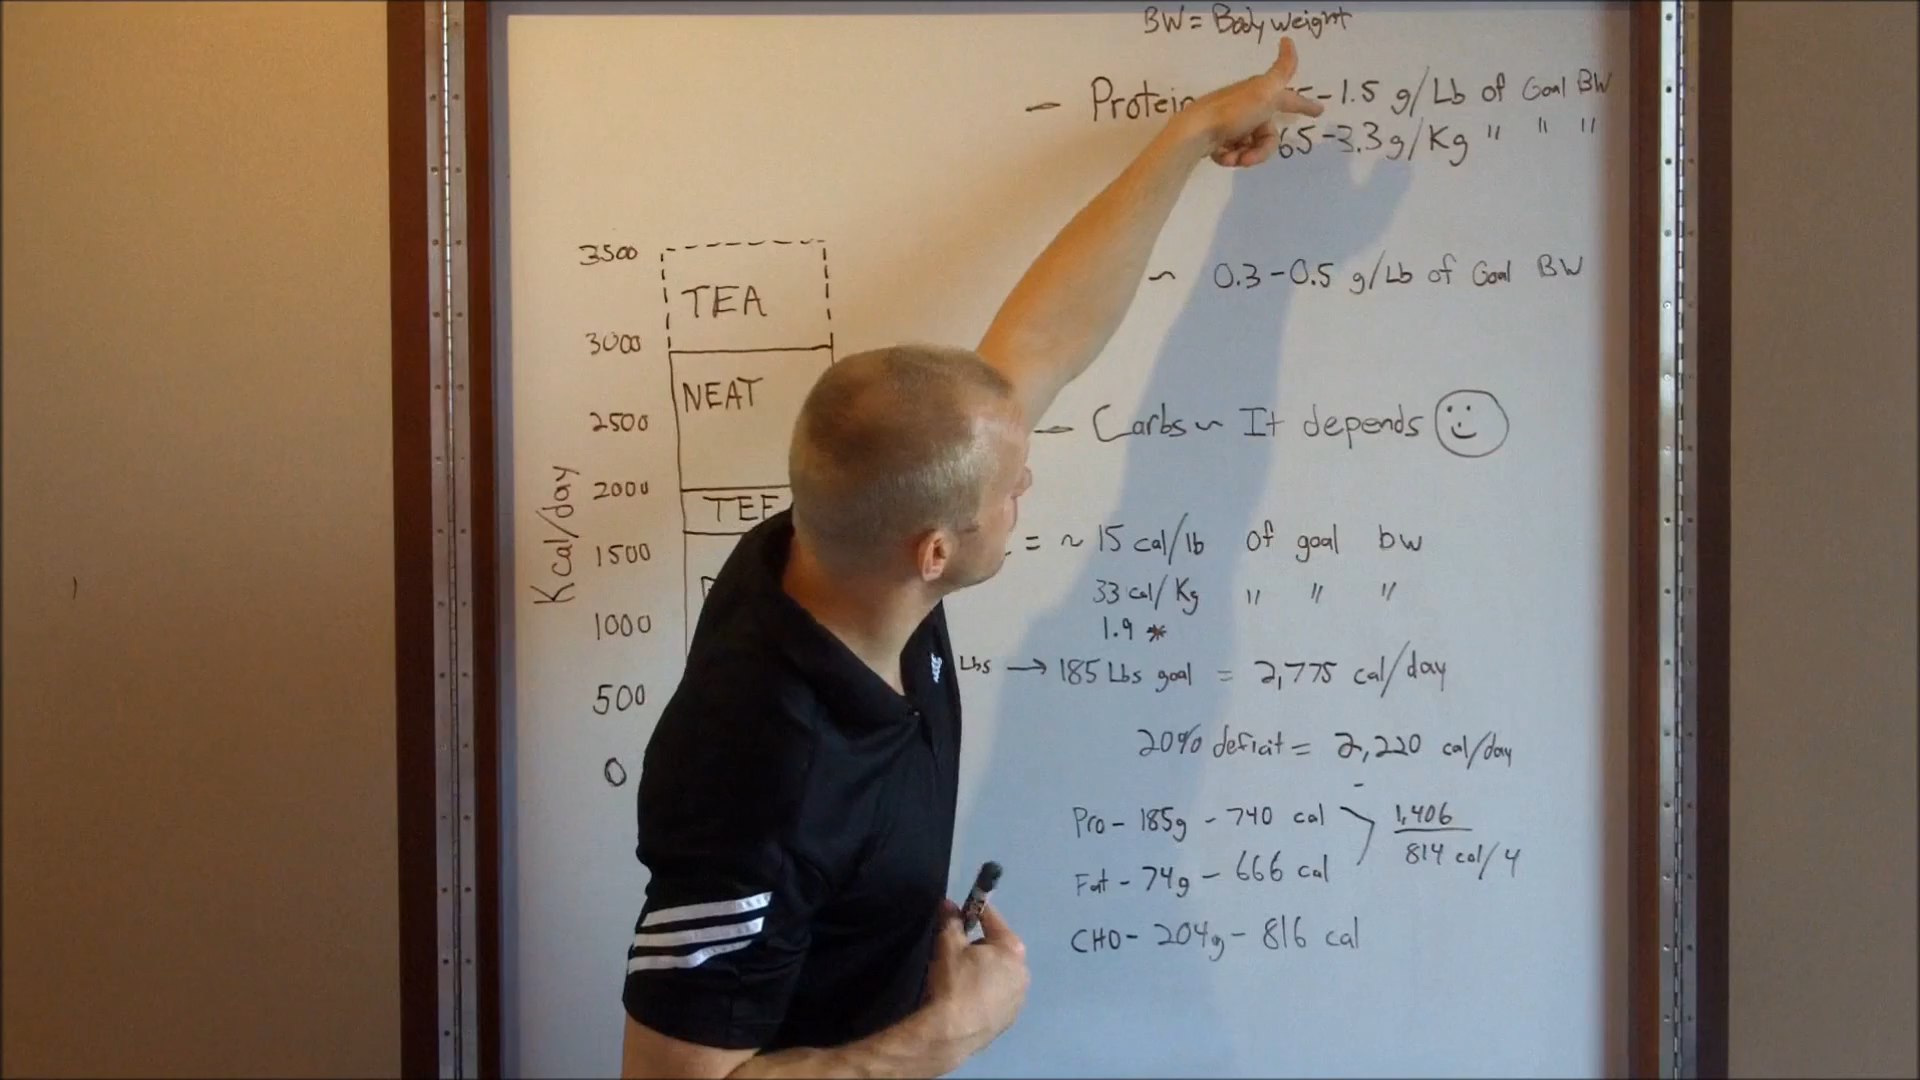 BW = Bodyweight
- Protein 5-1.5 g/Lb of Goal BW
65-3.3g/Kg " " "
~ 0.3-0.5 g/Lb of Goal BW
- Carbs ~ It depends
= ~ 15 cal/lb of goal bw
33 cal/Kg " " "
1.9 *
Lbs → 185 Lbs goal = 2,775 cal/day
20% deficit = 2,220 cal/day
Pro - 185g - 740 cal
Fat - 74g - 666 cal
CHO - 204g - 816 cal
- 1,406
814 cal/4
Kcal/day
3500
3000
2500
2000
1500
1000
500
0
TEA
NEAT
TEF